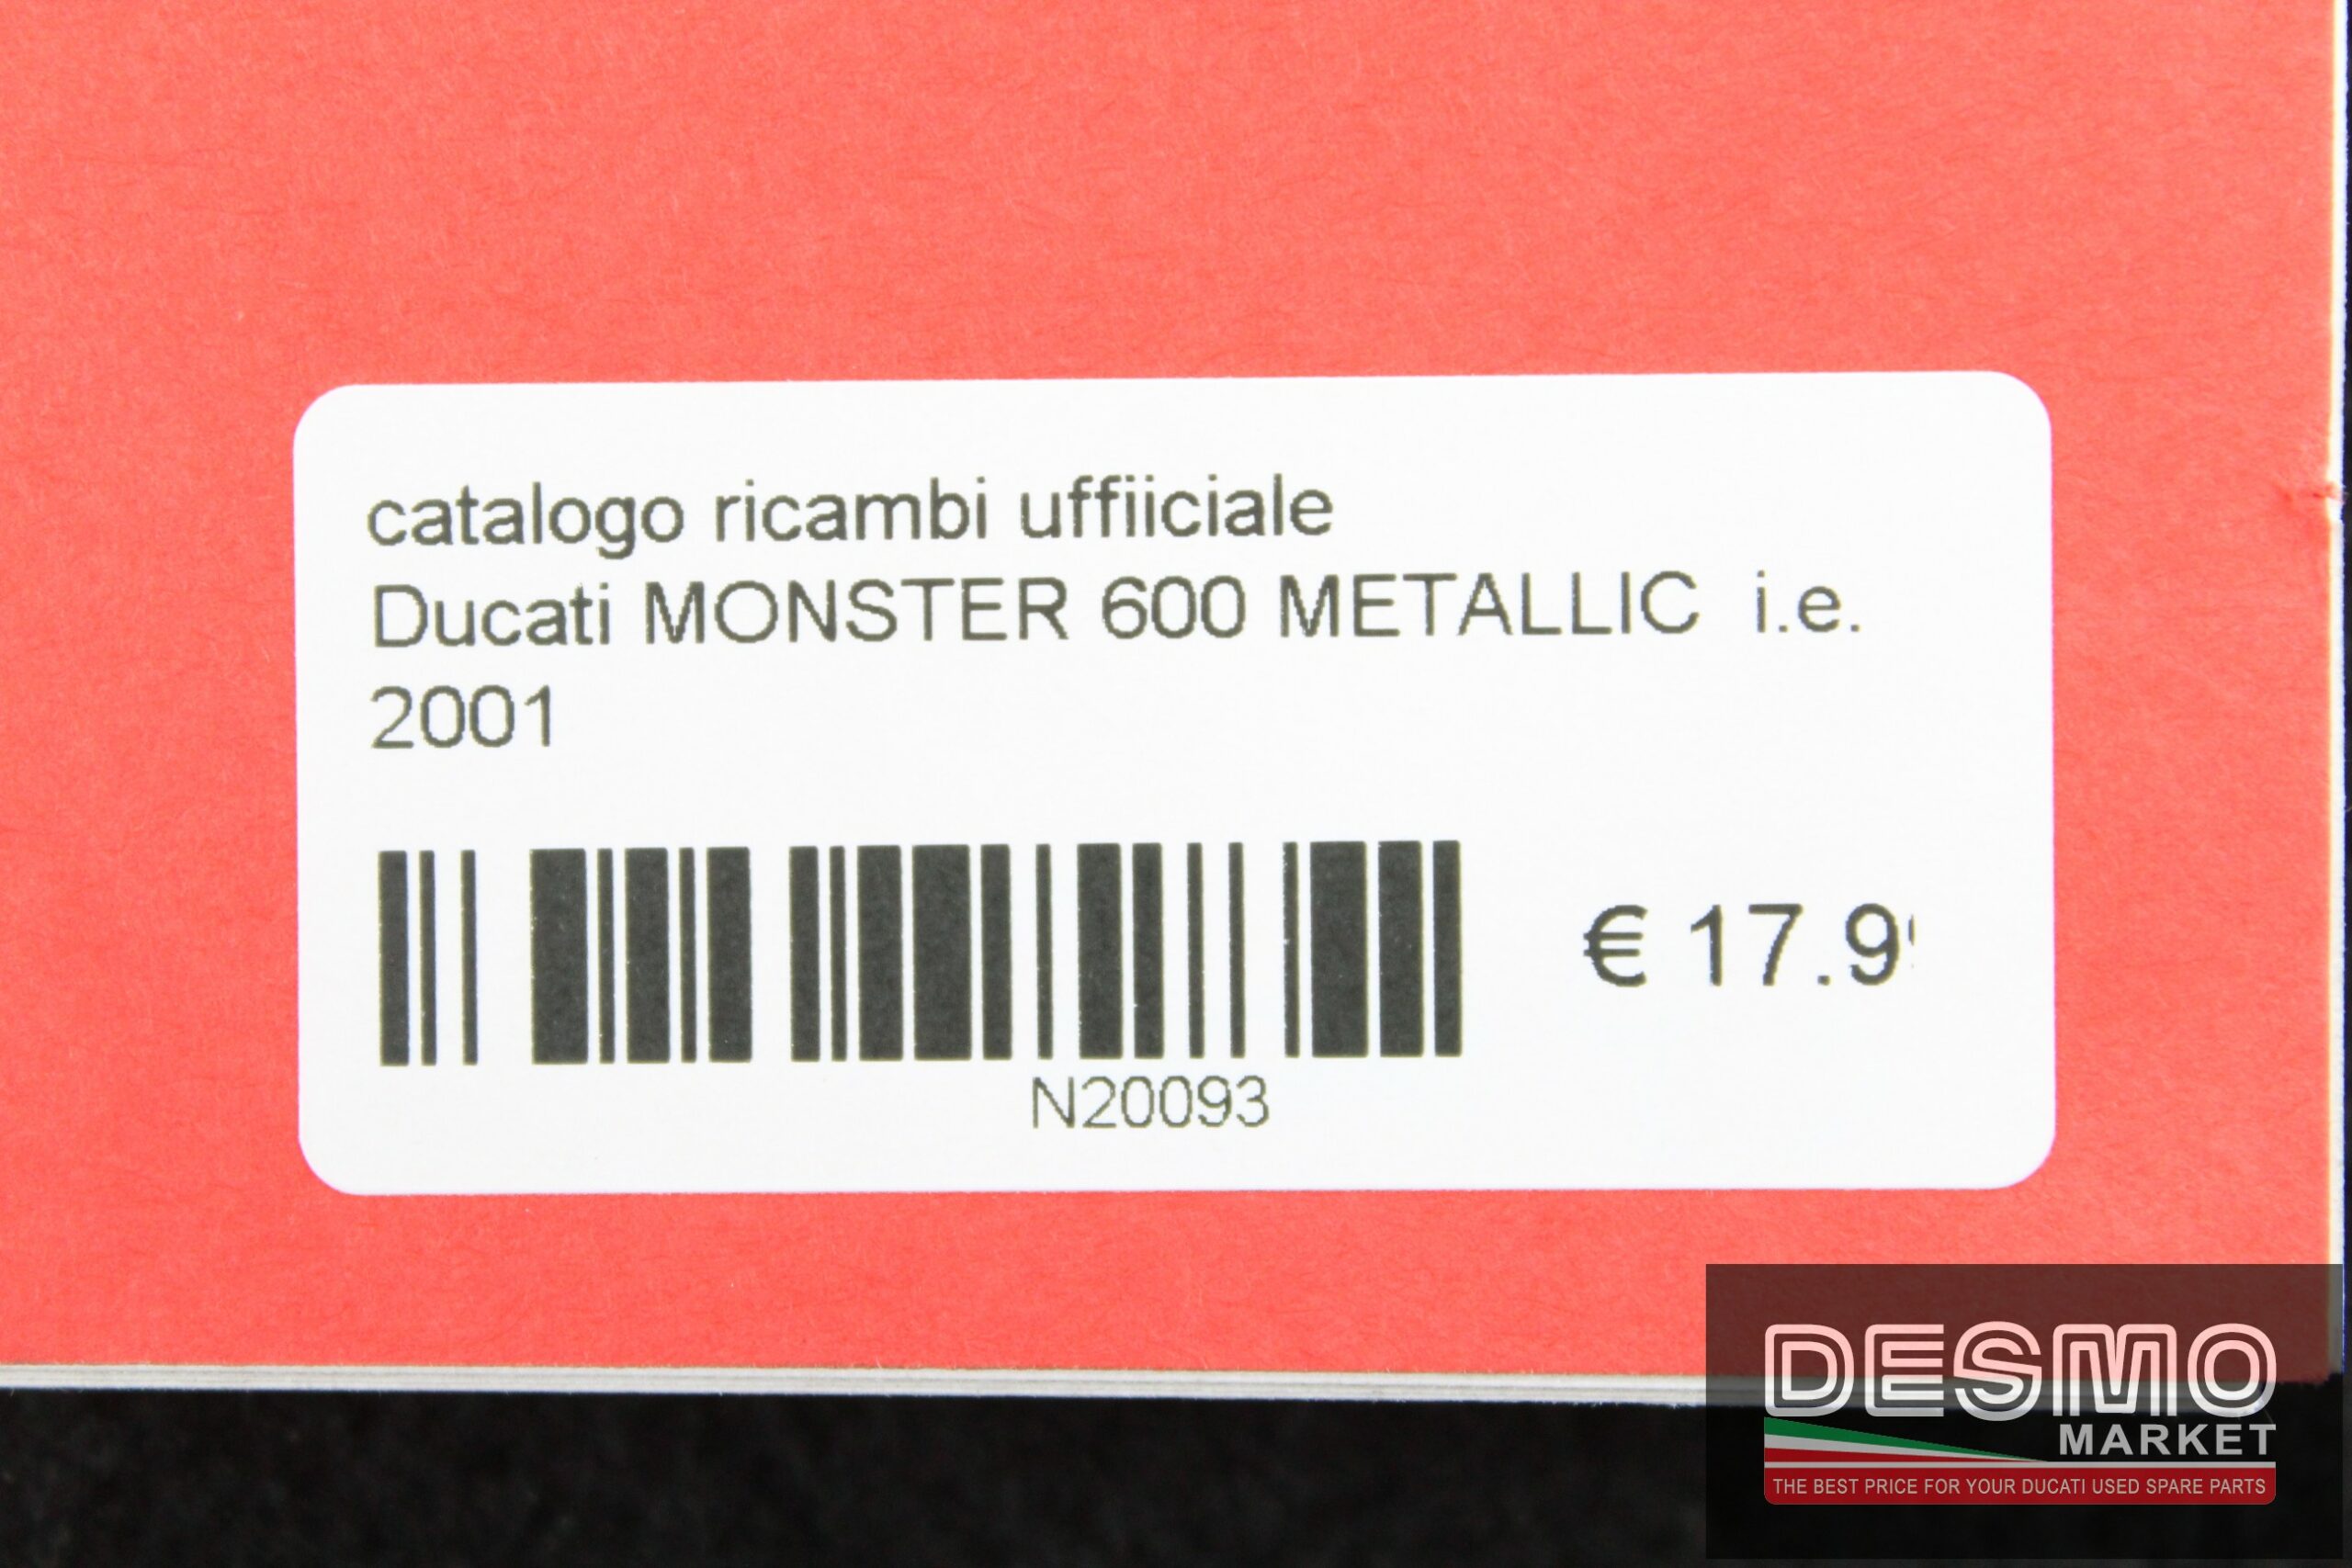 catalogo ricambi uffiiciale
Ducati MONSTER 600 METALLIC i.e.
2001
€ 17.9
N20093
DESMO
MARKET
THE BEST PRICE FOR YOUR DUCATI USED SPARE PARTS